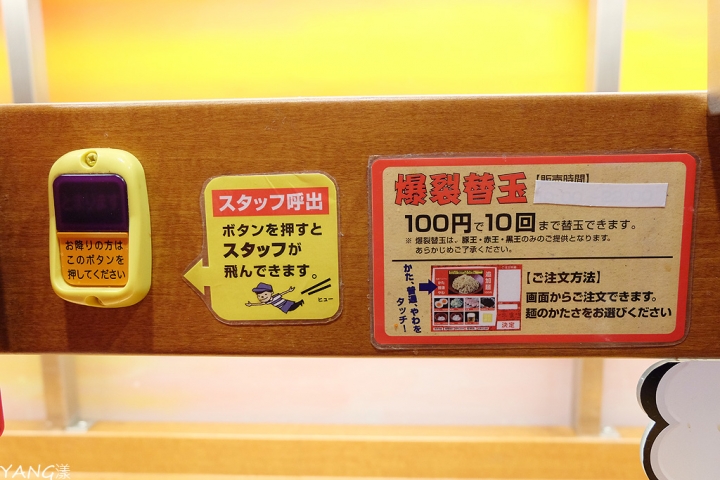 お降りの方は
このボタンを
押してください
スタッフ呼出
ボタンを押すと
スタッフが
飛んできます。
ヒュー
爆裂替玉【販売時間】
100円で10回まで替玉できます。
※ 爆裂替玉は、豚王・赤王・黒王のみのご提供となります。
あらかじめご了承ください。
かた、普通、やわを
タッチ!
決定
【ご注文方法】
画面からご注文できます。
麺のかたさをお選びください
YANG漾